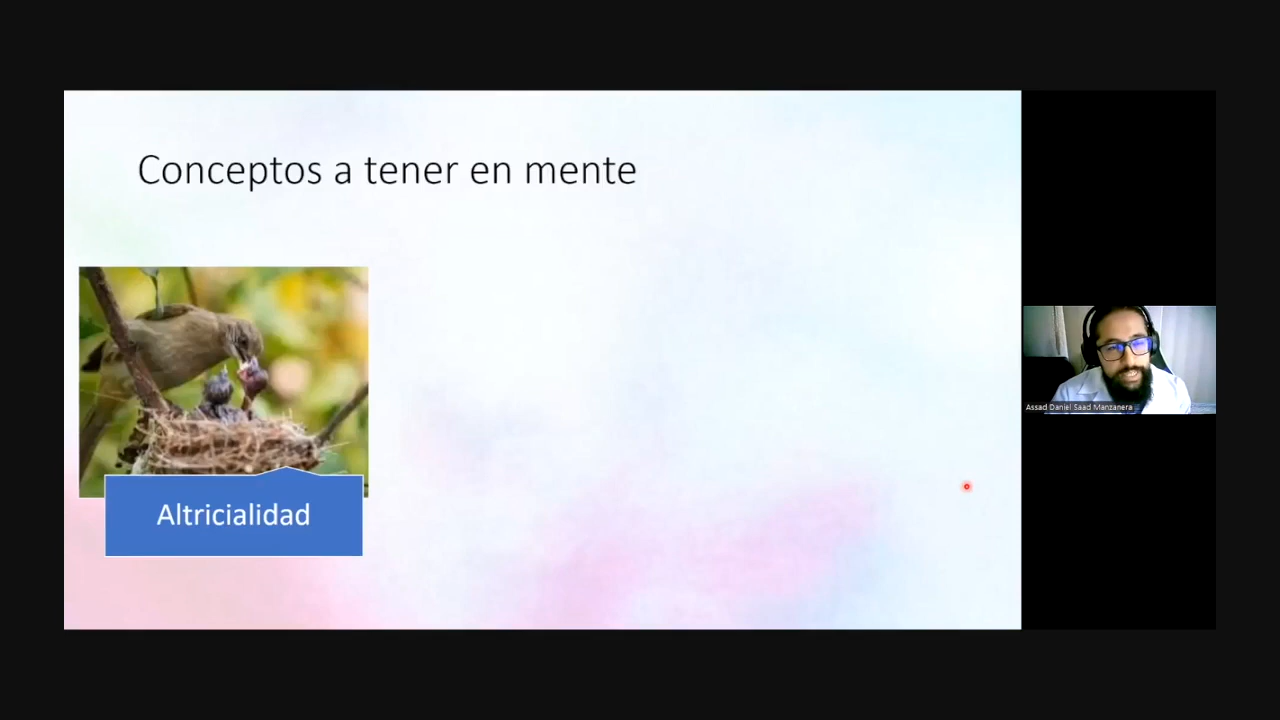 Conceptos a tener en mente
Altricialidad
Assad Daniel Saad Manzanera